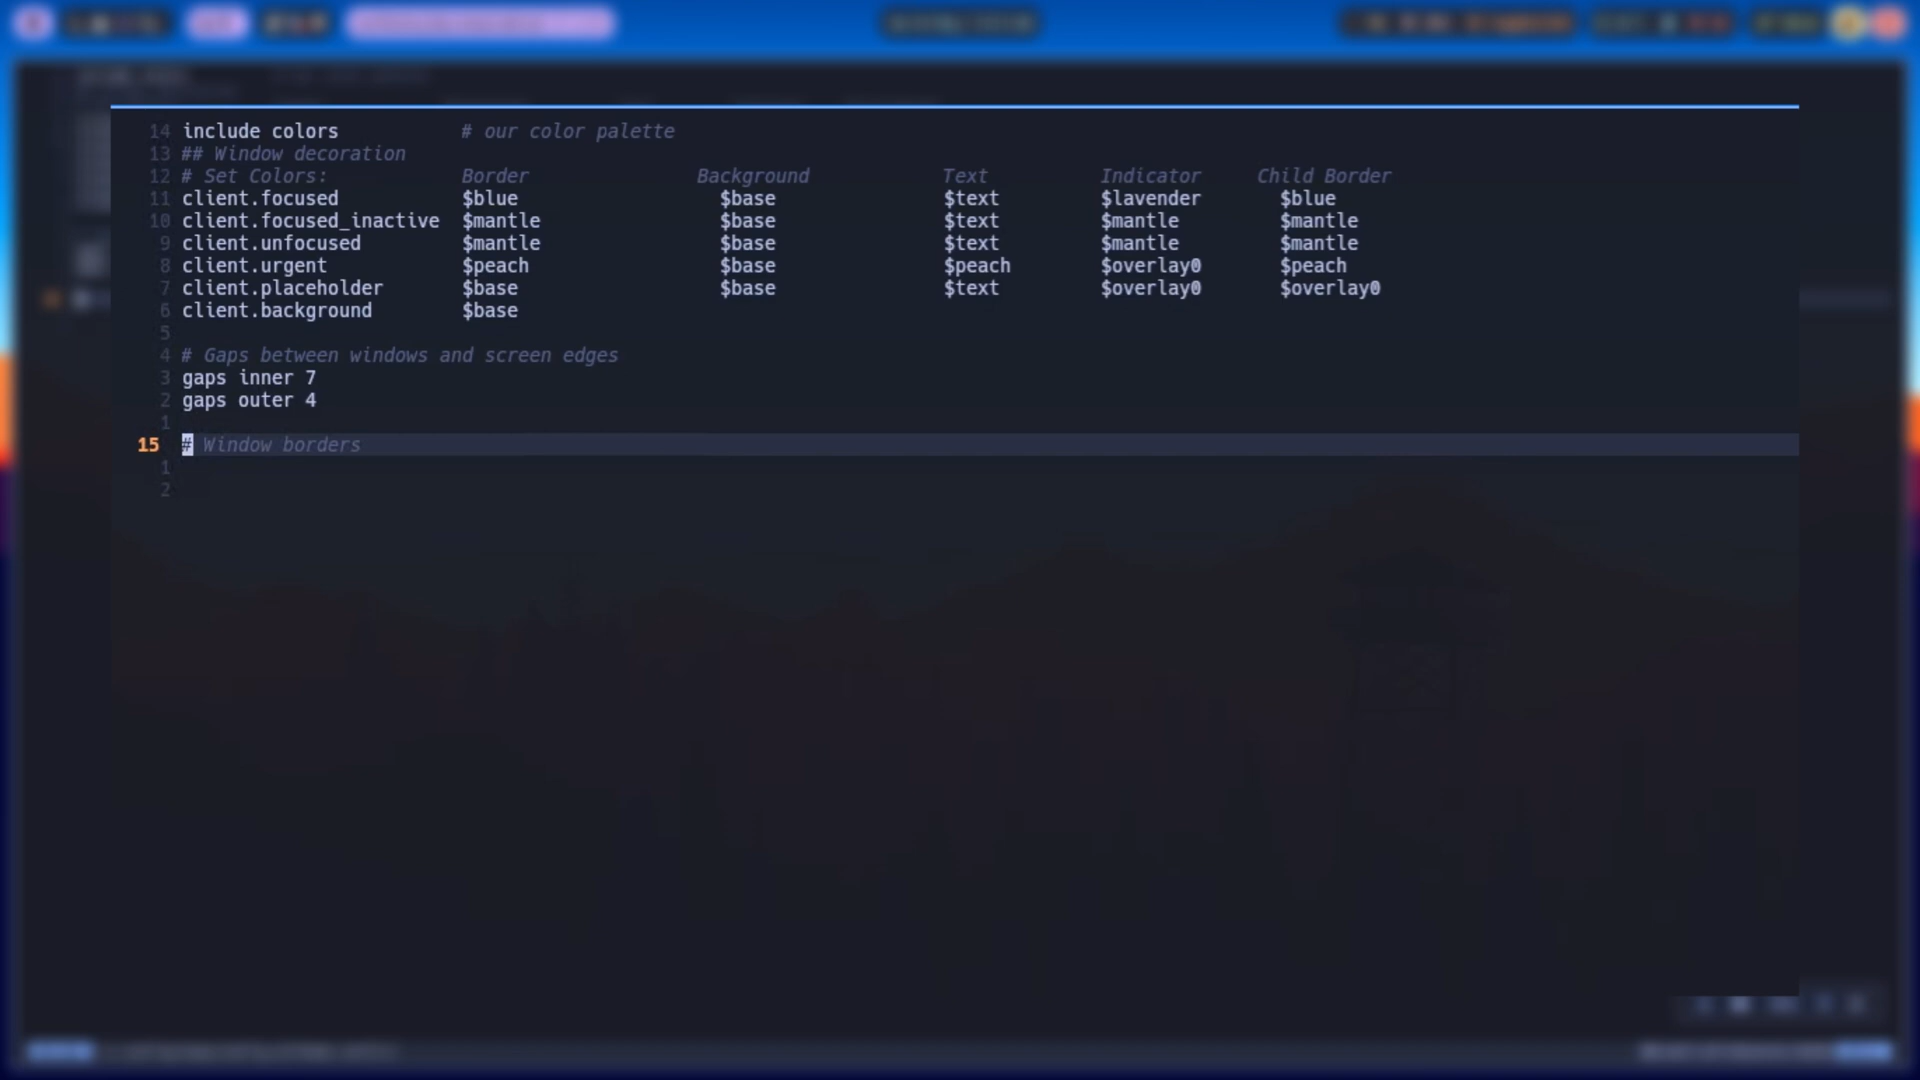 14 include colors # our color palette
13 ## Window decoration
12 # Set Colors: Border Background Text Indicator Child Border
11 client.focused $blue $base $text $lavender $blue
10 client.focused_inactive $mantle $base $text $mantle $mantle
9 client.unfocused $mantle $base $text $mantle $mantle
8 client.urgent $peach $base $peach $overlay0 $peach
7 client.placeholder $base $base $text $overlay0 $overlay0
6 client.background $base
5
4 # Gaps between windows and screen edges
3 gaps inner 7
2 gaps outer 4
1
15 # Window borders
1
2